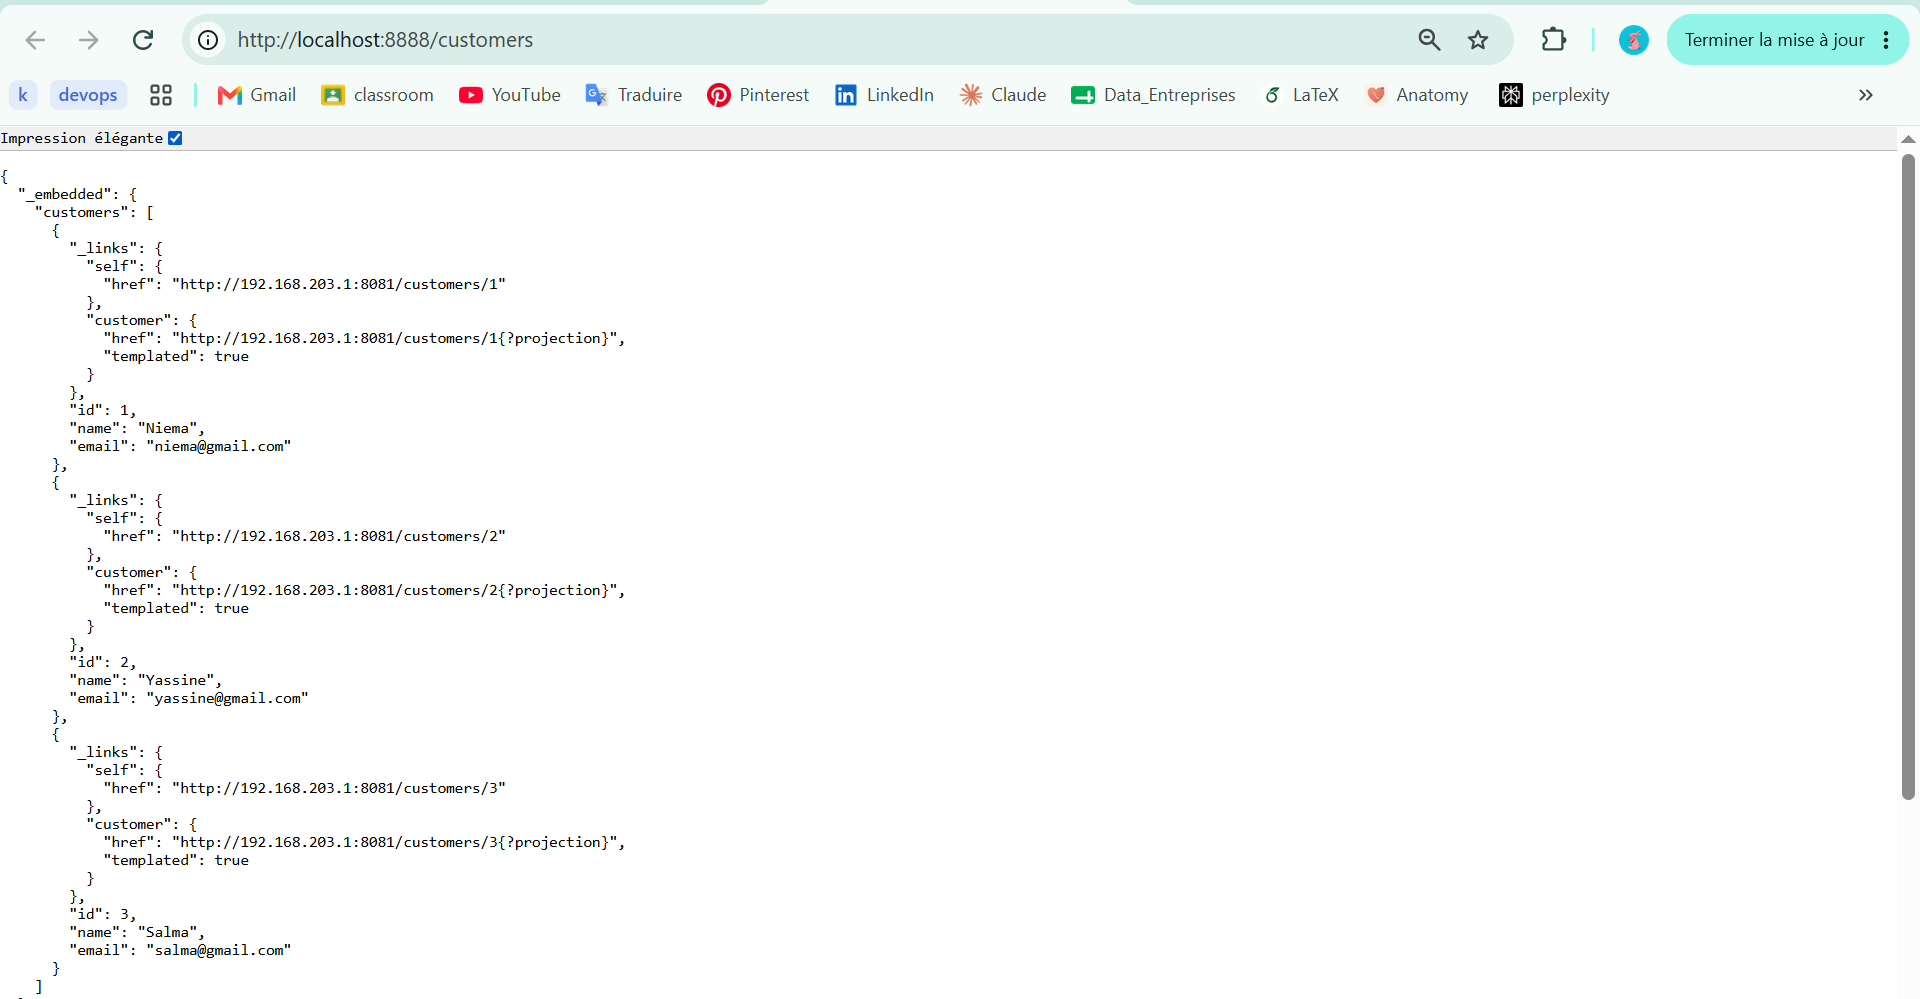 http://localhost:8888/customers
Terminer la mise à jour
k devops Gmail classroom YouTube Traduire Pinterest LinkedIn Claude Data_Entreprises LaTeX Anatomy perplexity
Impression élégante
{
  "_embedded": {
    "customers": [
      {
        "_links": {
          "self": {
            "href": "http://192.168.203.1:8081/customers/1"
          },
          "customer": {
            "href": "http://192.168.203.1:8081/customers/1{?projection}",
            "templated": true
          }
        },
        "id": 1,
        "name": "Niema",
        "email": "niema@gmail.com"
      },
      {
        "_links": {
          "self": {
            "href": "http://192.168.203.1:8081/customers/2"
          },
          "customer": {
            "href": "http://192.168.203.1:8081/customers/2{?projection}",
            "templated": true
          }
        },
        "id": 2,
        "name": "Yassine",
        "email": "yassine@gmail.com"
      },
      {
        "_links": {
          "self": {
            "href": "http://192.168.203.1:8081/customers/3"
          },
          "customer": {
            "href": "http://192.168.203.1:8081/customers/3{?projection}",
            "templated": true
          }
        },
        "id": 3,
        "name": "Salma",
        "email": "salma@gmail.com"
      }
    ]